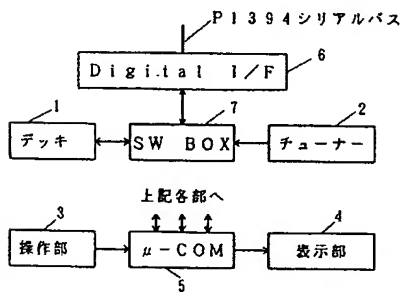 P1394シリアルバス
Digital I/F
6
1
7
2
デッキ
SW BOX
チューナー
上記各部へ
3
4
操作部
μ-COM
表示部
5